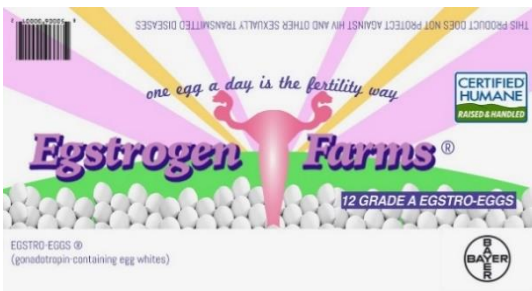 THIS PRODUCT DOES NOT PROTECT AGAINST HIV AND OTHER SEXUALLY TRANSMITTED DISEASES
one egg a day is the fertility way
CERTIFIED
HUMANE
RAISED & HANDLED
Egstrogen Farms ®
12 GRADE A EGSTRO-EGGS
EGSTRO-EGGS ®
(gonadotropin-containing egg whites)
BAYER
BAYER